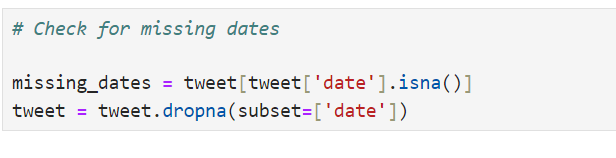 # Check for missing dates
missing_dates = tweet[tweet['date'].isna()]
tweet = tweet.dropna(subset=['date'])